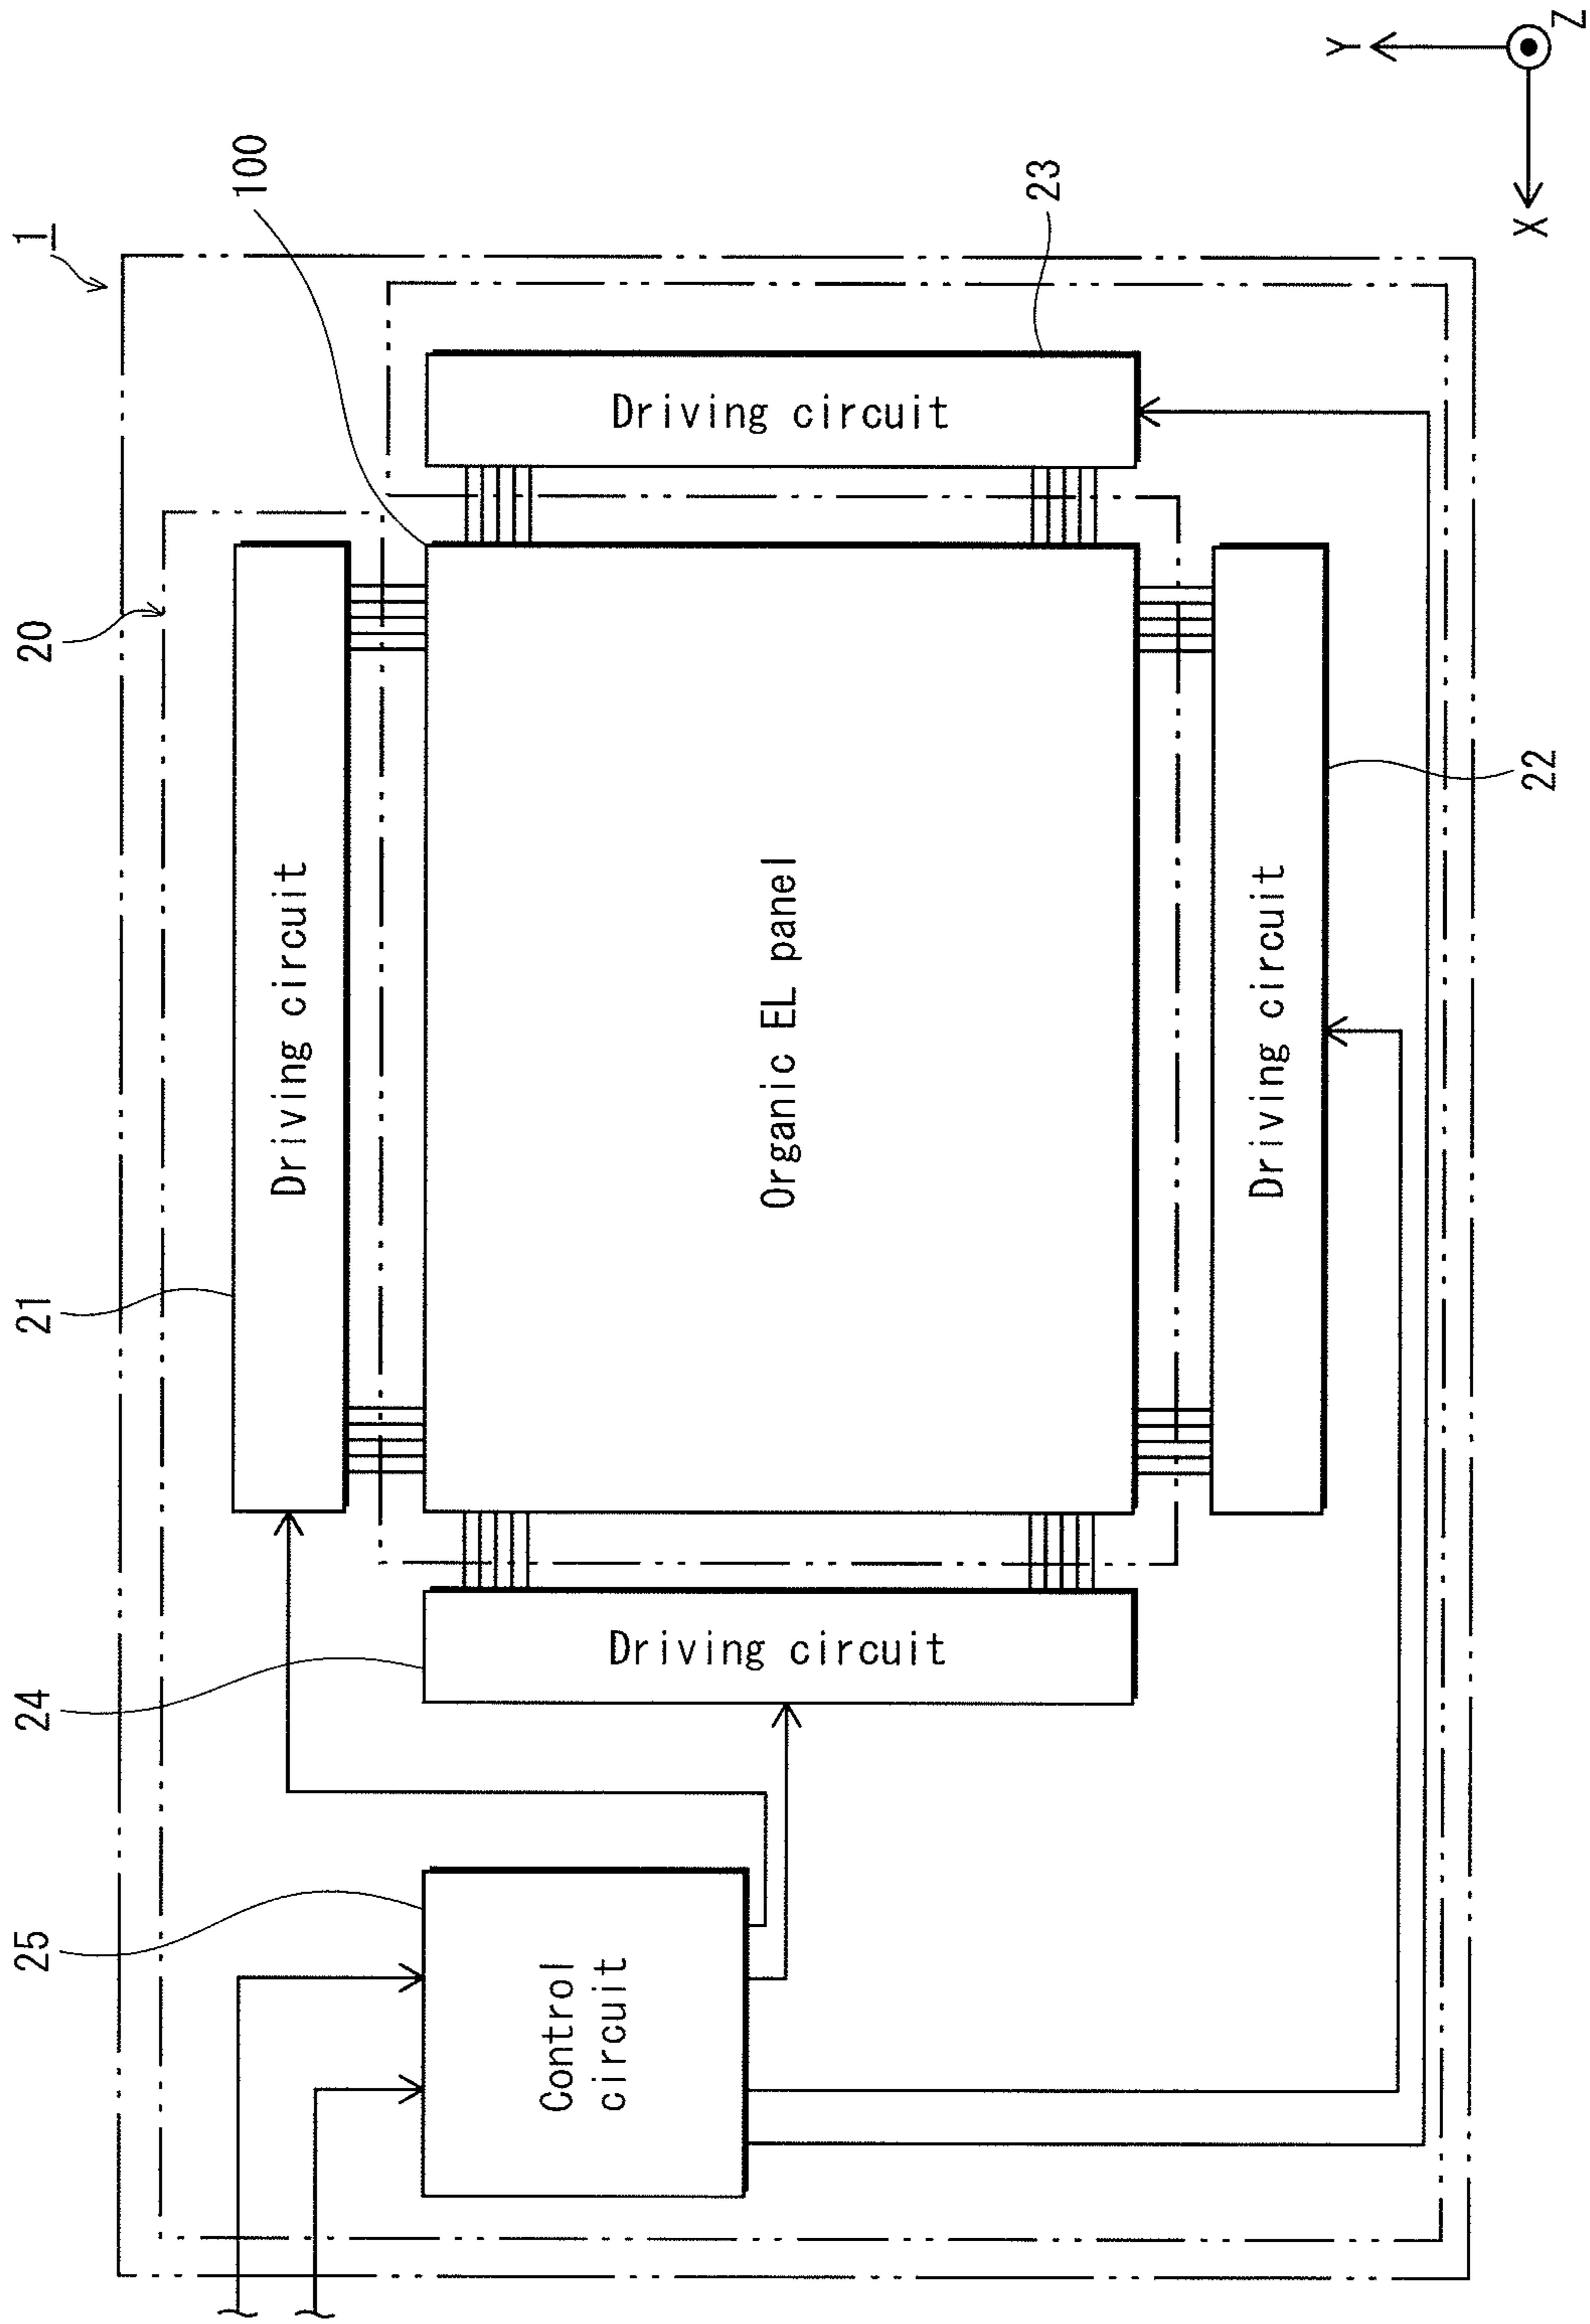 1
100
20
23
Driving circuit
21
Driving circuit
Organic EL panel
Driving circuit
22
24
Driving circuit
25
Control
circuit
X
Y
Z